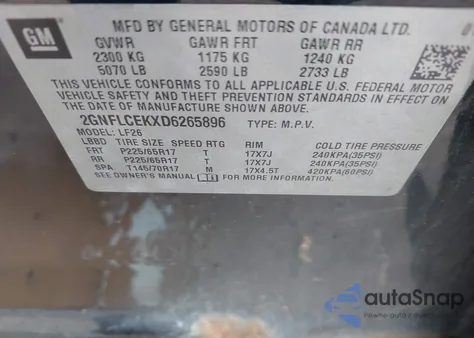 GM
MFD BY GENERAL MOTORS OF CANADA LTD.
GVWR GAWR FRT GAWR RR
2300 KG 1175 KG 1240 KG
5070 LB 2590 LB 2733 LB
THIS VEHICLE CONFORMS TO ALL APPLICABLE U.S. FEDERAL MOTOR
VEHICLE SAFETY AND THEFT PREVENTION STANDARDS IN EFFECT ON
THE DATE OF MANUFACTURE SHOWN ABOVE.
2GNFLCEKXD6265896 TYPE: M.P.V.
MODEL: LF26
LBBD TIRE SIZE SPEED RTG RIM COLD TIRE PRESSURE
FRT P225/65R17 T 17X7J 240KPA(35PSI)
RR P225/65R17 T 17X7J 240KPA(35PSI)
SPA T145/70R17 M 17X4.5T 420KPA(60PSI)
SEE OWNER'S MANUAL
autoSnap
Pewne auto z